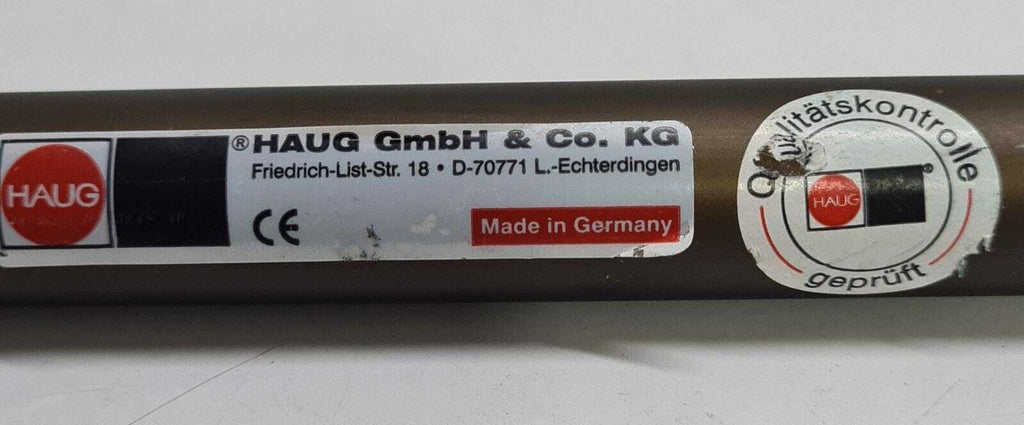 HAUG
®HAUG GmbH & Co. KG
Friedrich-List-Str. 18 • D-70771 L.-Echterdingen
CE
Made in Germany
Qualitätskontrolle
HAUG®
geprüft